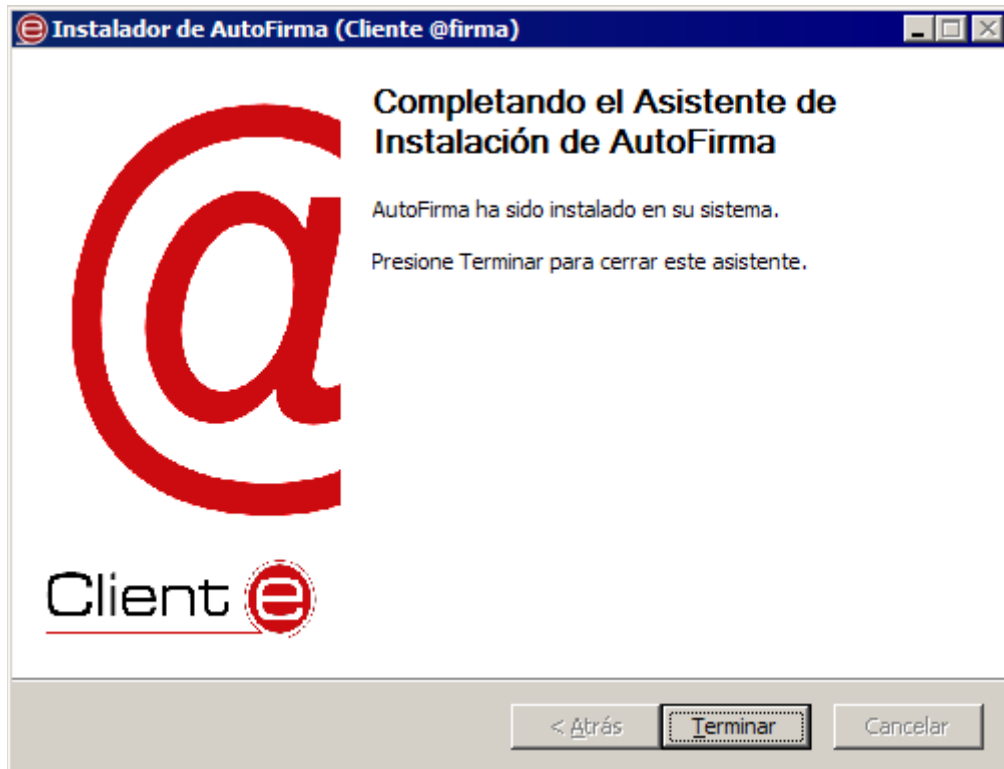 Instalador de AutoFirma (Cliente @firma)
Completando el Asistente de
Instalación de AutoFirma
AutoFirma ha sido instalado en su sistema.
Presione Terminar para cerrar este asistente.
@
Client e
< Atrás
Terminar
Cancelar